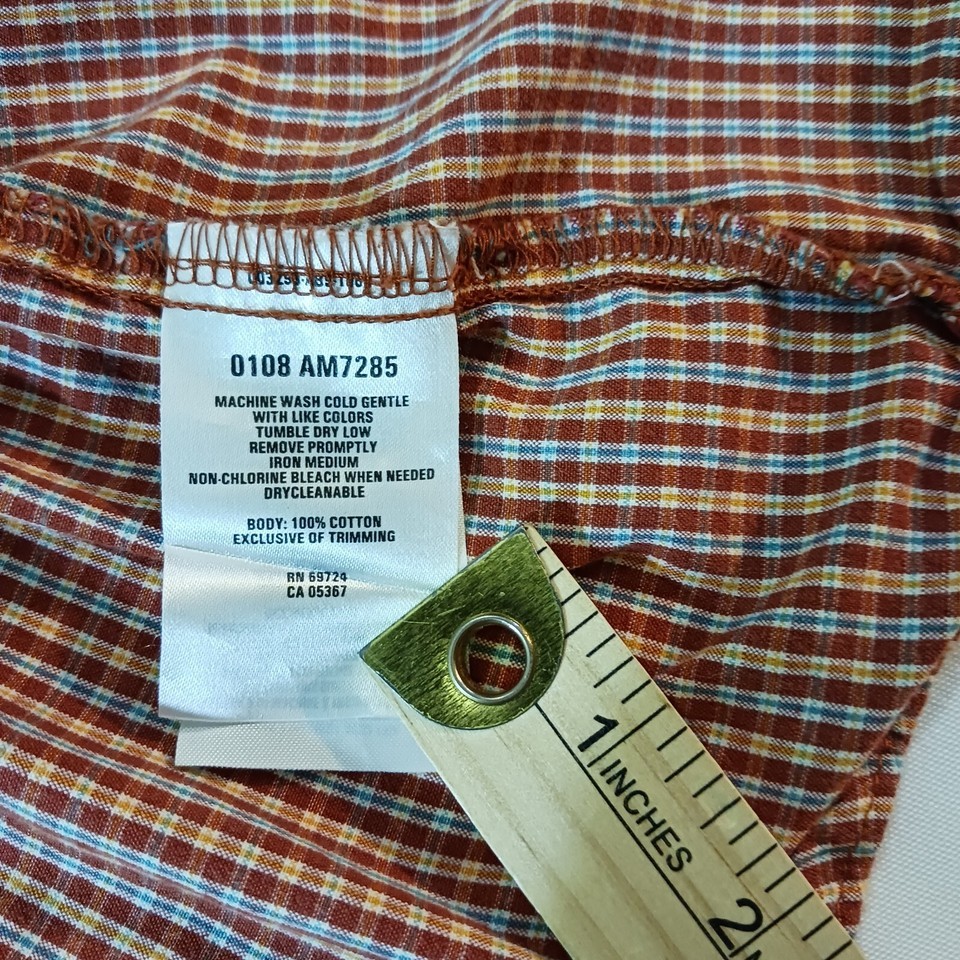 0108 AM7285
MACHINE WASH COLD GENTLE
WITH LIKE COLORS
TUMBLE DRY LOW
REMOVE PROMPTLY
IRON MEDIUM
NON-CHLORINE BLEACH WHEN NEEDED
DRYCLEANABLE
BODY: 100% COTTON
EXCLUSIVE OF TRIMMING
RN 69724
CA 05367
1
INCHES
2